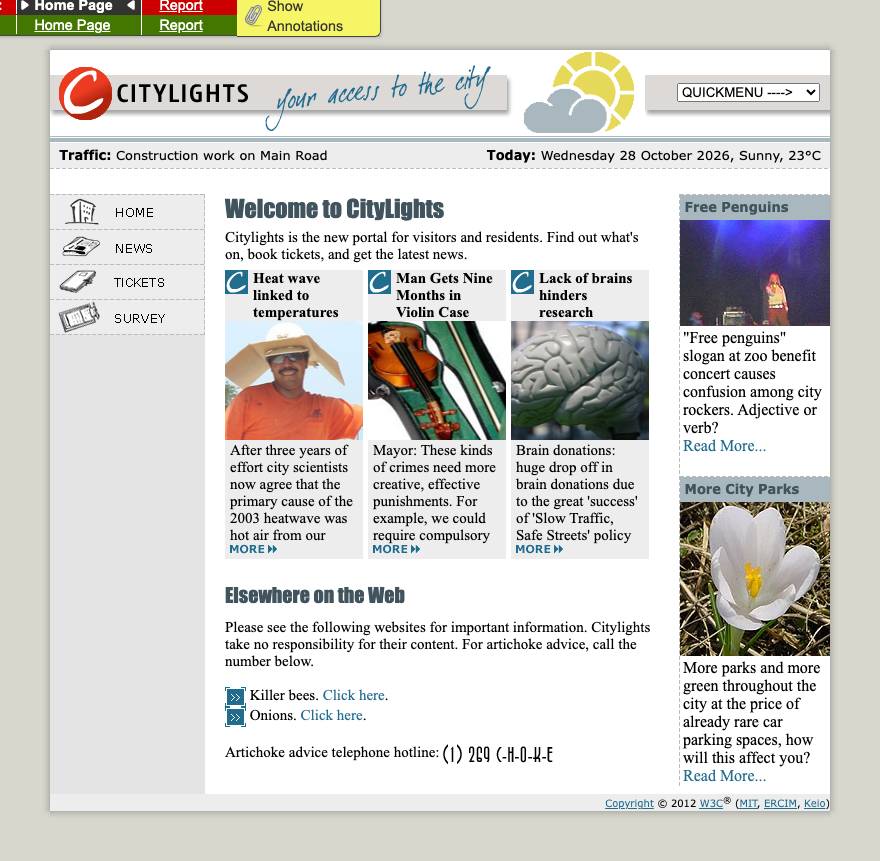 Home Page
Report
Home Page
Report
Show
Annotations
CITYLIGHTS
your access to the city
QUICKMENU ---->
Traffic: Construction work on Main Road
Today: Wednesday 28 October 2026, Sunny, 23°C
HOME
NEWS
TICKETS
SURVEY
Welcome to CityLights
Citylights is the new portal for visitors and residents. Find out what's
on, book tickets, and get the latest news.
Heat wave
linked to
temperatures
After three years of
effort city scientists
now agree that the
primary cause of the
2003 heatwave was
hot air from our
MORE
Man Gets Nine
Months in
Violin Case
Mayor: These kinds
of crimes need more
creative, effective
punishments. For
example, we could
require compulsory
MORE
Lack of brains
hinders
research
Brain donations:
huge drop off in
brain donations due
to the great 'success'
of 'Slow Traffic,
Safe Streets' policy
MORE
Elsewhere on the Web
Please see the following websites for important information. Citylights
take no responsibility for their content. For artichoke advice, call the
number below.
Killer bees. Click here.
Onions. Click here.
Artichoke advice telephone hotline: (1) 269 C-H-O-K-E
Free Penguins
"Free penguins"
slogan at zoo benefit
concert causes
confusion among city
rockers. Adjective or
verb?
Read More...
More City Parks
More parks and more
green throughout the
city at the price of
already rare car
parking spaces, how
will this affect you?
Read More...
Copyright © 2012 W3C® (MIT, ERCIM, Keio)